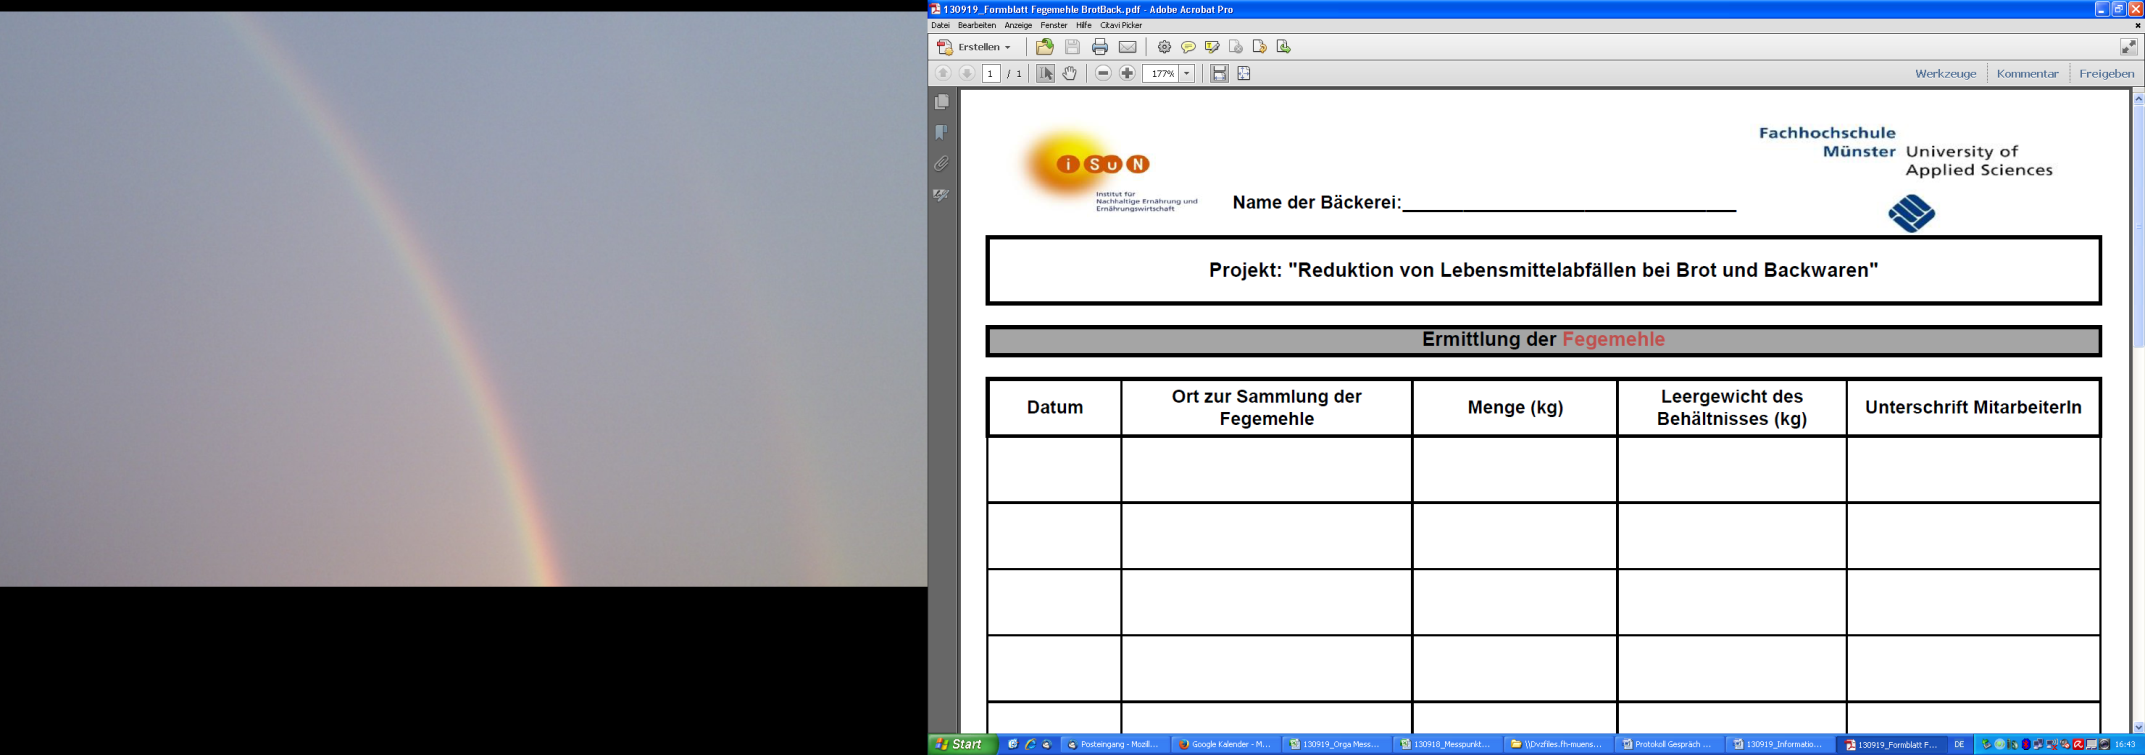 130919_Formblatt Fegemehle BrotBack.pdf - Adobe Acrobat Pro
Datei Bearbeiten Anzeige Fenster Hilfe Citavi Picker
Erstellen
1 / 1 177% Werkzeuge Kommentar Freigeben
iSuN
Institut für
Nachhaltige Ernährung und
Ernährungswirtschaft
Fachhochschule
Münster University of
Applied Sciences
Name der Bäckerei:
Projekt: "Reduktion von Lebensmittelabfällen bei Brot und Backwaren"
Ermittlung der Fegemehle
Datum
Ort zur Sammlung der
Fegemehle
Menge (kg)
Leergewicht des
Behältnisses (kg)
Unterschrift MitarbeiterIn
Start Posteingang - Mozill... Google Kalender - M... 130919_Orga Mess... 130918_Messpunkt... \\Dvzfiles.fh-muens... Protokoll Gespräch ... 130919_Informatio... 130919_Formblatt F... DE 16:43